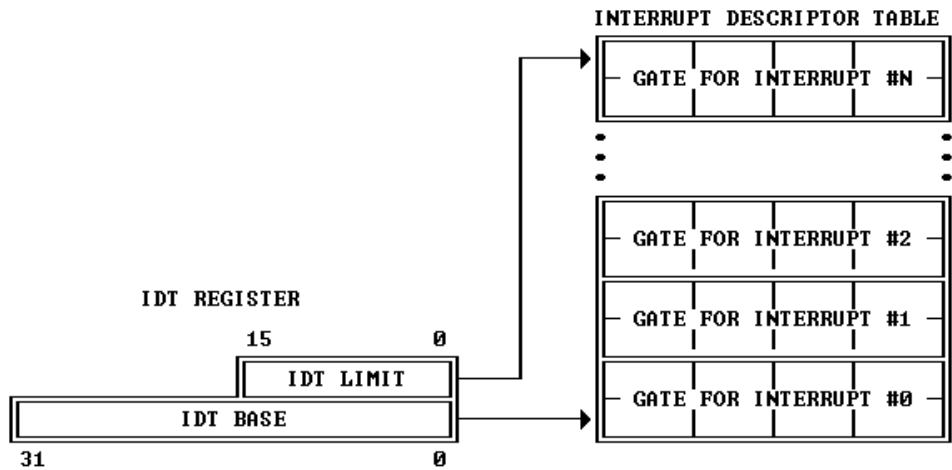 INTERRUPT DESCRIPTOR TABLE
GATE FOR INTERRUPT #N
GATE FOR INTERRUPT #2
IDT REGISTER
GATE FOR INTERRUPT #1
15 0
IDT LIMIT
GATE FOR INTERRUPT #0
IDT BASE
31 0